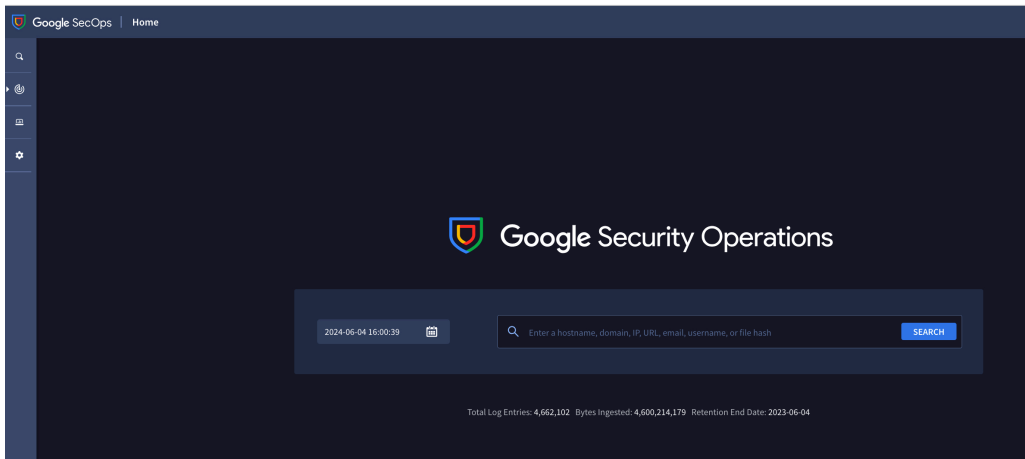 Google SecOps | Home
Google Security Operations
2024-06-04 16:00:39
Enter a hostname, domain, IP, URL, email, username, or file hash
SEARCH
Total Log Entries: 4,662,102 Bytes Ingested: 4,600,214,179 Retention End Date: 2023-06-04